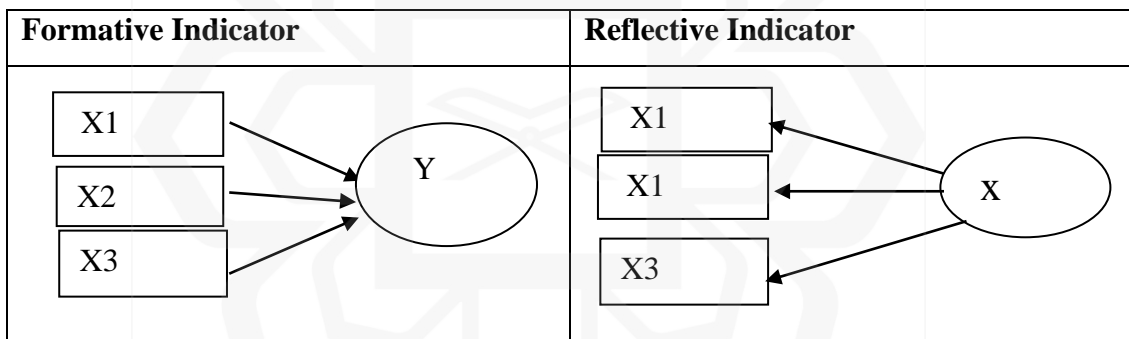 Formative Indicator
Reflective Indicator
X1
X2
X3
Y
X1
X1
X3
X